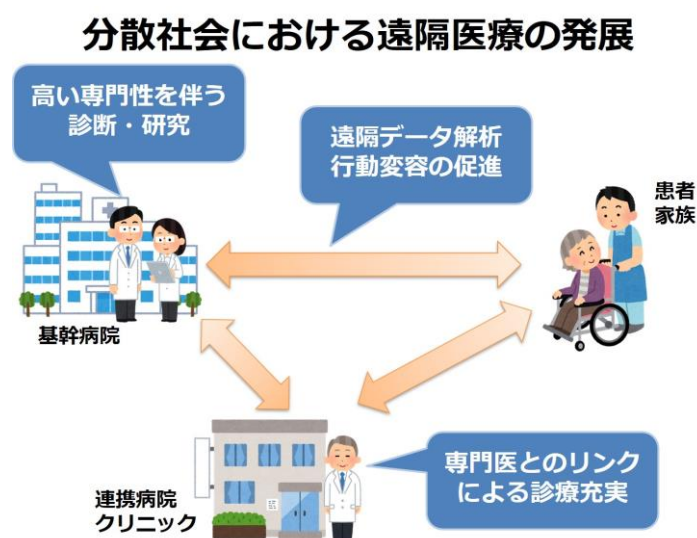 分散社会における遠隔医療の発展
高い専門性を伴う
診断・研究
遠隔データ解析
行動変容の促進
患者
家族
基幹病院
連携病院
クリニック
専門医とのリンク
による診療充実